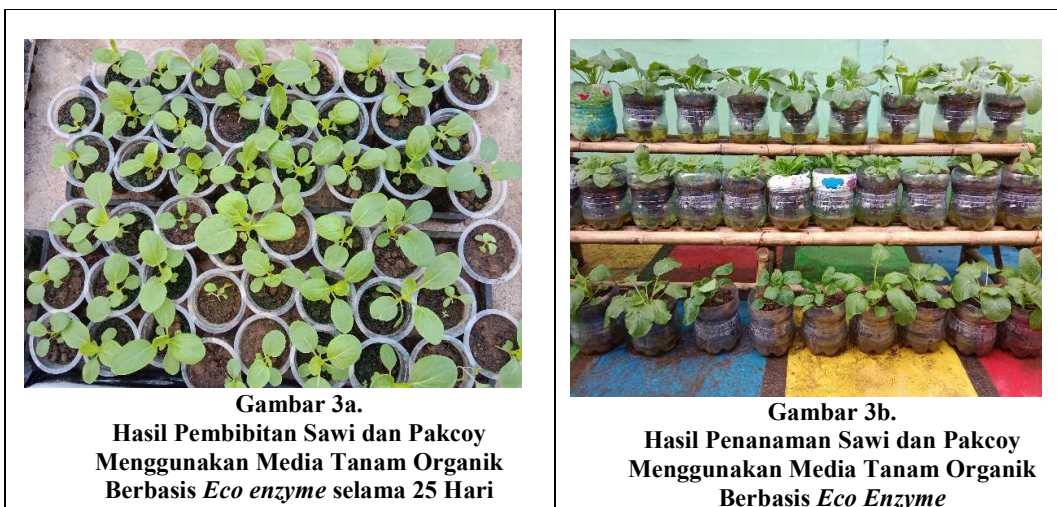 Gambar 3a.
Hasil Pembibitan Sawi dan Pakcoy
Menggunakan Media Tanam Organik
Berbasis Eco enzyme selama 25 Hari
Gambar 3b.
Hasil Penanaman Sawi dan Pakcoy
Menggunakan Media Tanam Organik
Berbasis Eco Enzyme